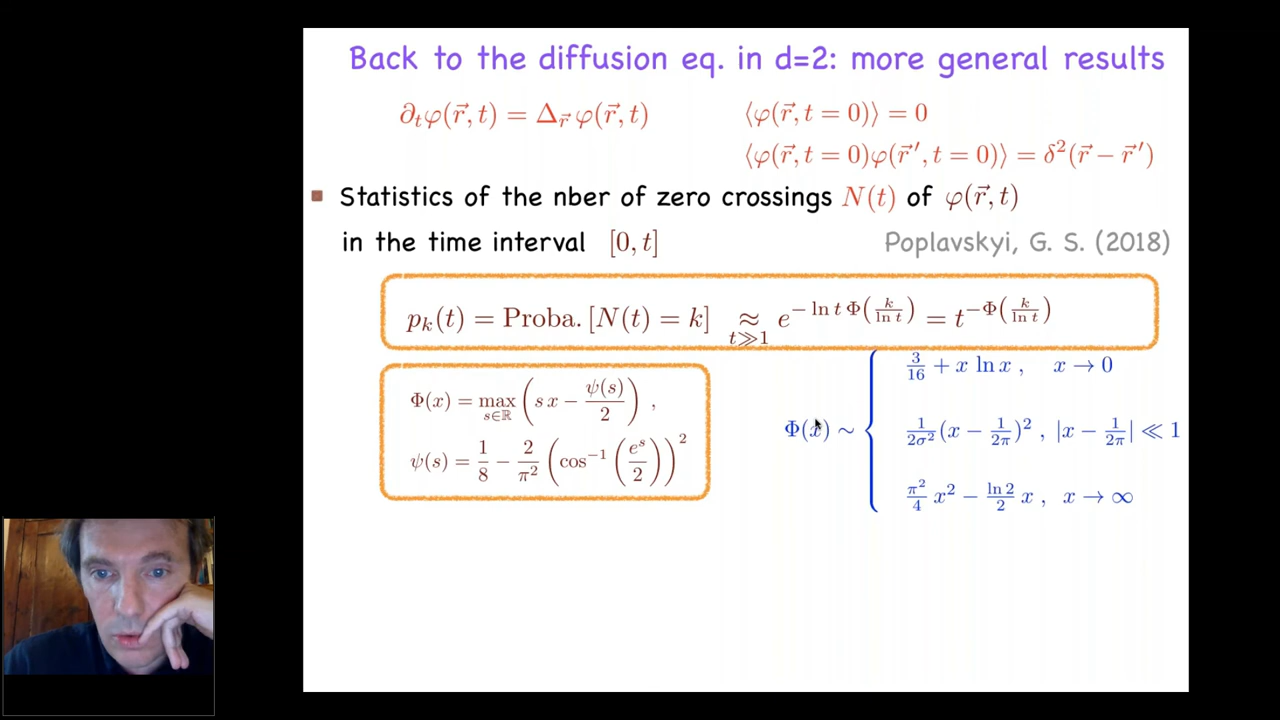 Back to the diffusion eq. in d=2: more general results
∂ₜφ(r⃗, t) = Δ_r⃗ φ(r⃗, t)    ⟨φ(r⃗, t = 0)⟩ = 0
⟨φ(r⃗, t = 0)φ(r⃗ ′, t = 0)⟩ = δ²(r⃗ − r⃗ ′)
Statistics of the nber of zero crossings N(t) of φ(r⃗, t)
in the time interval [0, t]    Poplavskyi, G. S. (2018)
p_k(t) = Proba. [N(t) = k] ≈_{t≫1} e^{− ln t Φ(k/ln t)} = t^{−Φ(k/ln t)}
Φ(x) = max_{s∈ℝ} (s x − ψ(s)/2) ,
ψ(s) = 1/8 − 2/π² (cos⁻¹ (e^s/2))²
Φ(x) ∼ {
3/16 + x ln x , x → 0
1/2σ² (x − 1/2π)² , |x − 1/2π| ≪ 1
π²/4 x² − ln 2/2 x , x → ∞